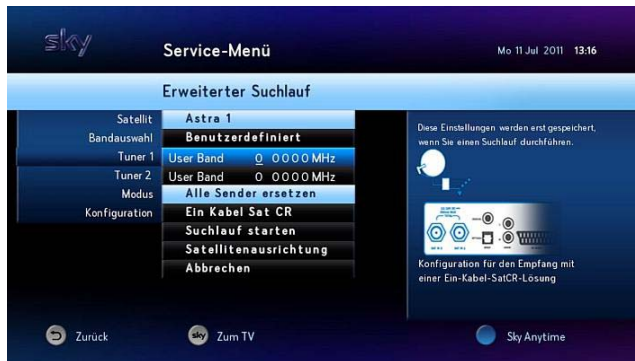 sky
Service-Menü
Mo 11 Jul 2011 13:16
Erweiterter Suchlauf
Satellit Astra 1
Bandauswahl Benutzerdefiniert
Tuner 1 User Band 0 0000 MHz
Tuner 2 User Band 0 0000 MHz
Modus Alle Sender ersetzen
Konfiguration Ein Kabel Sat CR
Suchlauf starten
Satellitenausrichtung
Abbrechen
Diese Einstellungen werden erst gespeichert,
wenn Sie einen Suchlauf durchführen.
Konfiguration für den Empfang mit
einer Ein-Kabel-SatCR-Lösung
Zurück
sky Zum TV
Sky Anytime